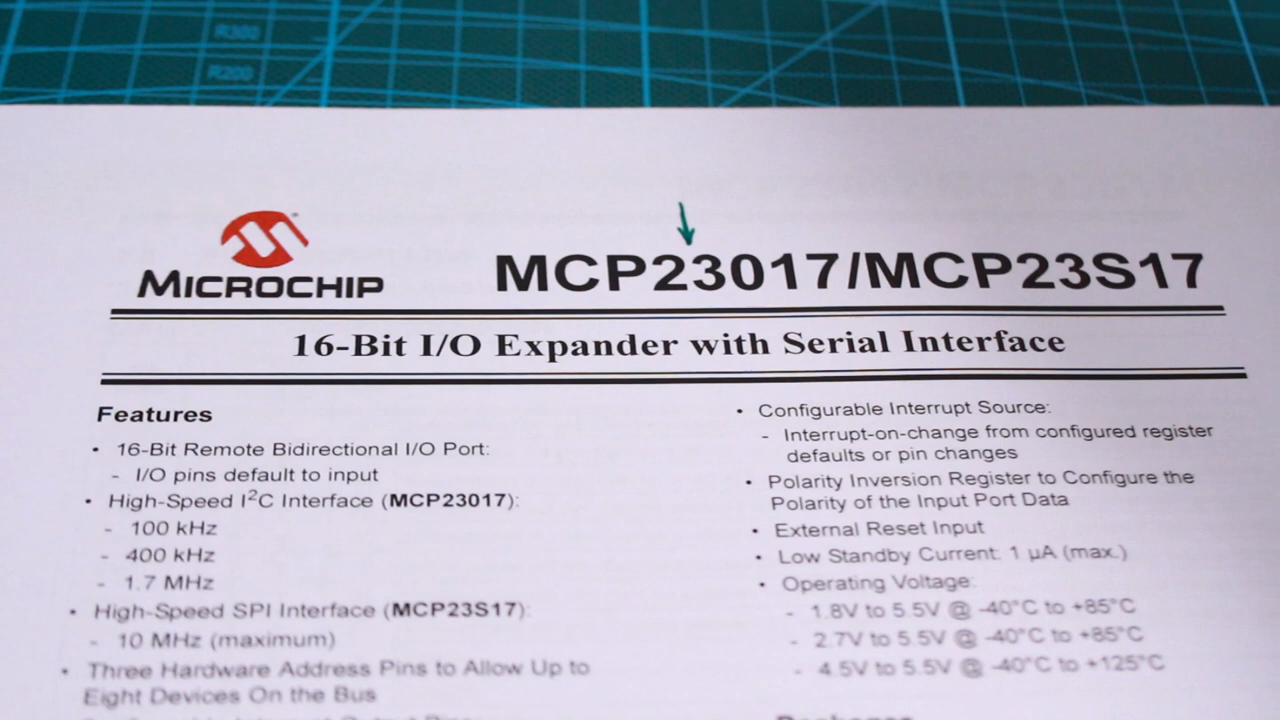 R300
R200
MICROCHIP
MCP23017/MCP23S17
16-Bit I/O Expander with Serial Interface
Features
• 16-Bit Remote Bidirectional I/O Port:
- I/O pins default to input
• High-Speed I²C Interface (MCP23017):
- 100 kHz
- 400 kHz
- 1.7 MHz
• High-Speed SPI Interface (MCP23S17):
- 10 MHz (maximum)
• Three Hardware Address Pins to Allow Up to
Eight Devices On the Bus
• Configurable Interrupt Source:
- Interrupt-on-change from configured register
defaults or pin changes
• Polarity Inversion Register to Configure the
Polarity of the Input Port Data
• External Reset Input
• Low Standby Current: 1 µA (max.)
• Operating Voltage:
- 1.8V to 5.5V @ -40°C to +85°C
- 2.7V to 5.5V @ -40°C to +85°C
- 4.5V to 5.5V @ -40°C to +125°C